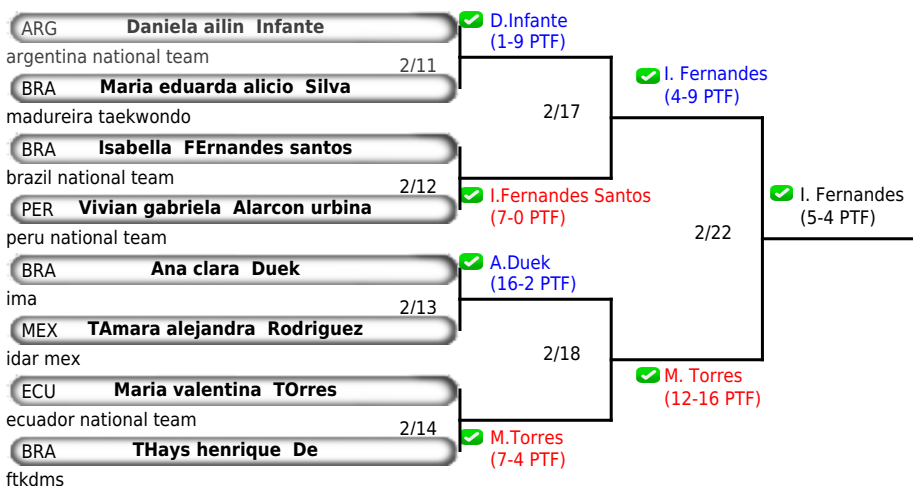 ARG Daniela ailin Infante
argentina national team
2/11
BRA Maria eduarda alicio Silva
madureira taekwondo
BRA Isabella FErnandes santos
brazil national team
2/12
PER Vivian gabriela Alarcon urbina
peru national team
BRA Ana clara Duek
ima
2/13
MEX TAmara alejandra Rodriguez
idar mex
ECU Maria valentina TOrres
ecuador national team
2/14
BRA THays henrique De
ftkdms
D.Infante
(1-9 PTF)
2/17
I.Fernandes Santos
(7-0 PTF)
A.Duek
(16-2 PTF)
2/18
M.Torres
(7-4 PTF)
I. Fernandes
(4-9 PTF)
2/22
M. Torres
(12-16 PTF)
I. Fernandes
(5-4 PTF)